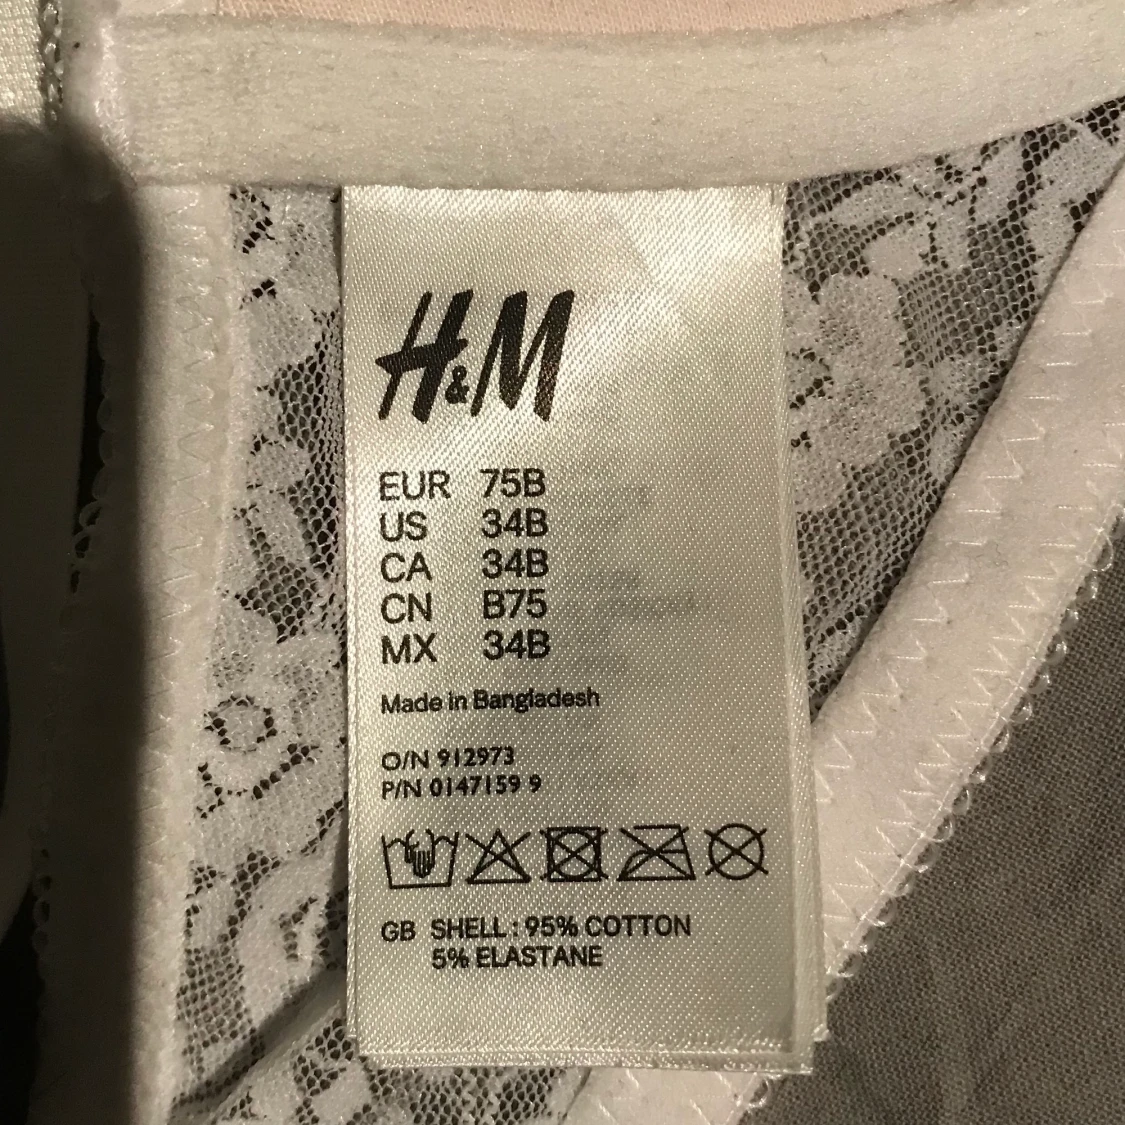 H&M
EUR 75B
US 34B
CA 34B
CN B75
MX 34B
Made in Bangladesh
O/N 912973
P/N 0147159 9
GB SHELL : 95% COTTON
5% ELASTANE